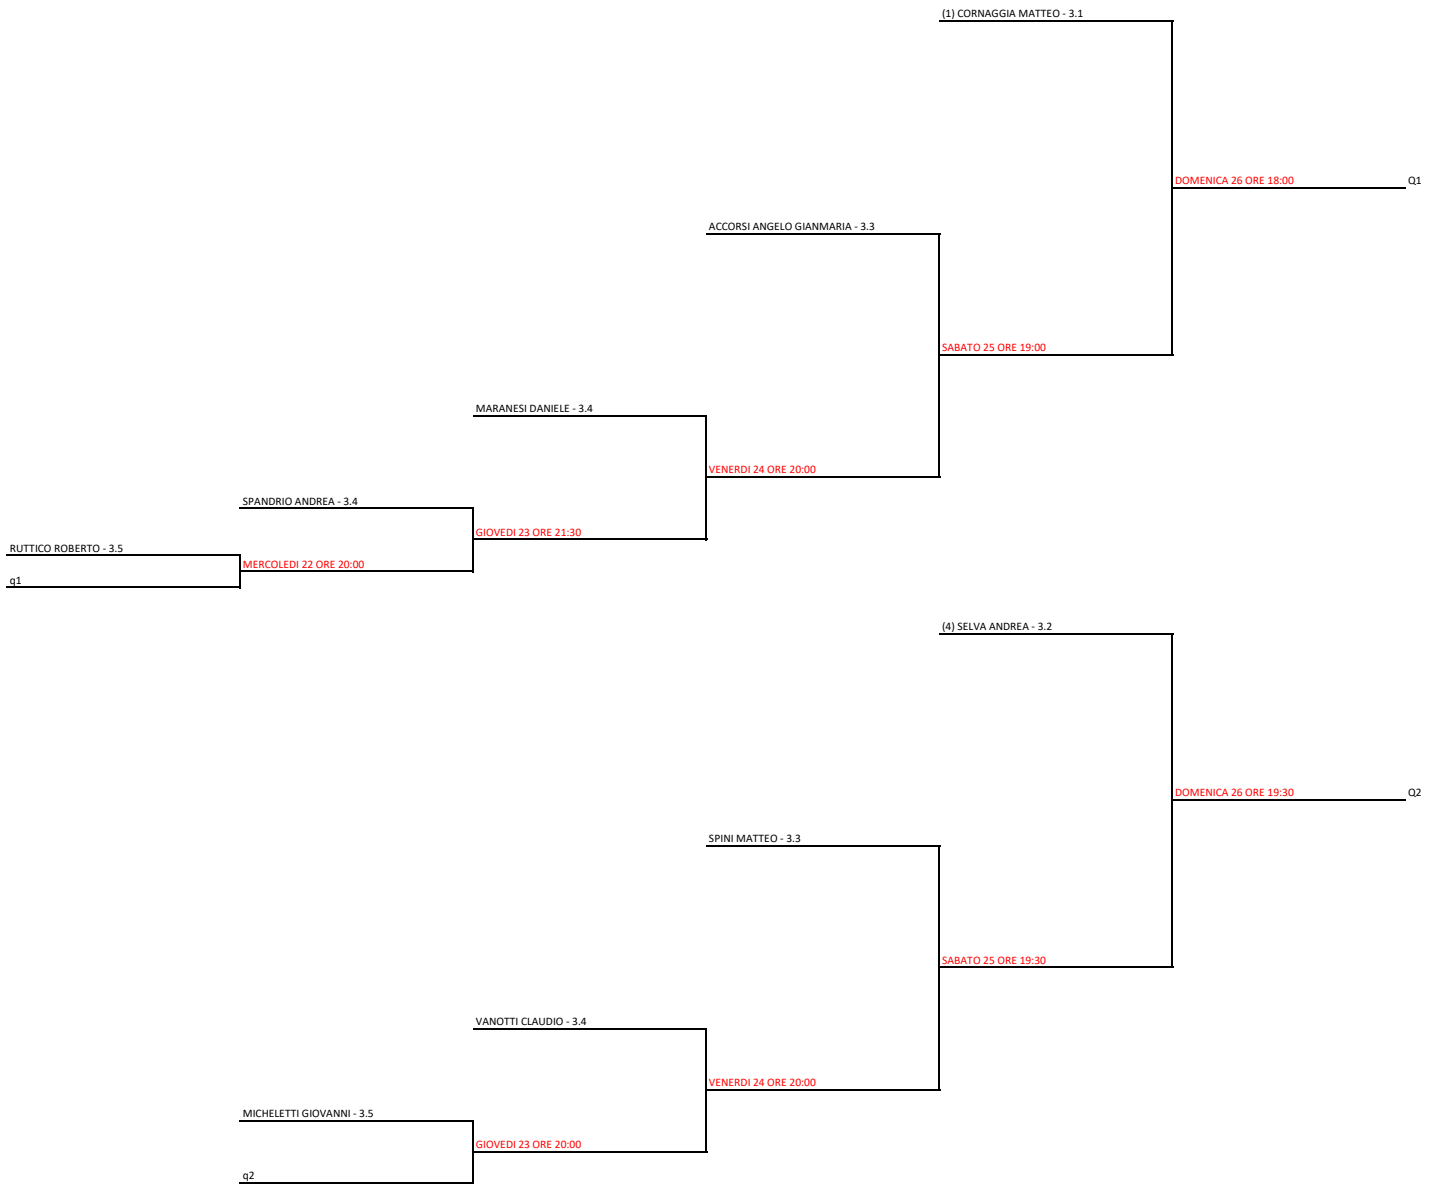 (1) CORNAGGIA MATTEO - 3.1
DOMENICA 26 ORE 18:00
Q1
ACCORSI ANGELO GIANMARIA - 3.3
SABATO 25 ORE 19:00
MARANESI DANIELE - 3.4
VENERDI 24 ORE 20:00
SPANDRIO ANDREA - 3.4
GIOVEDI 23 ORE 21:30
RUTTICO ROBERTO - 3.5
MERCOLEDI 22 ORE 20:00
q1
(4) SELVA ANDREA - 3.2
DOMENICA 26 ORE 19:30
Q2
SPINI MATTEO - 3.3
SABATO 25 ORE 19:30
VANOTTI CLAUDIO - 3.4
VENERDI 24 ORE 20:00
MICHELETTI GIOVANNI - 3.5
GIOVEDI 23 ORE 20:00
q2